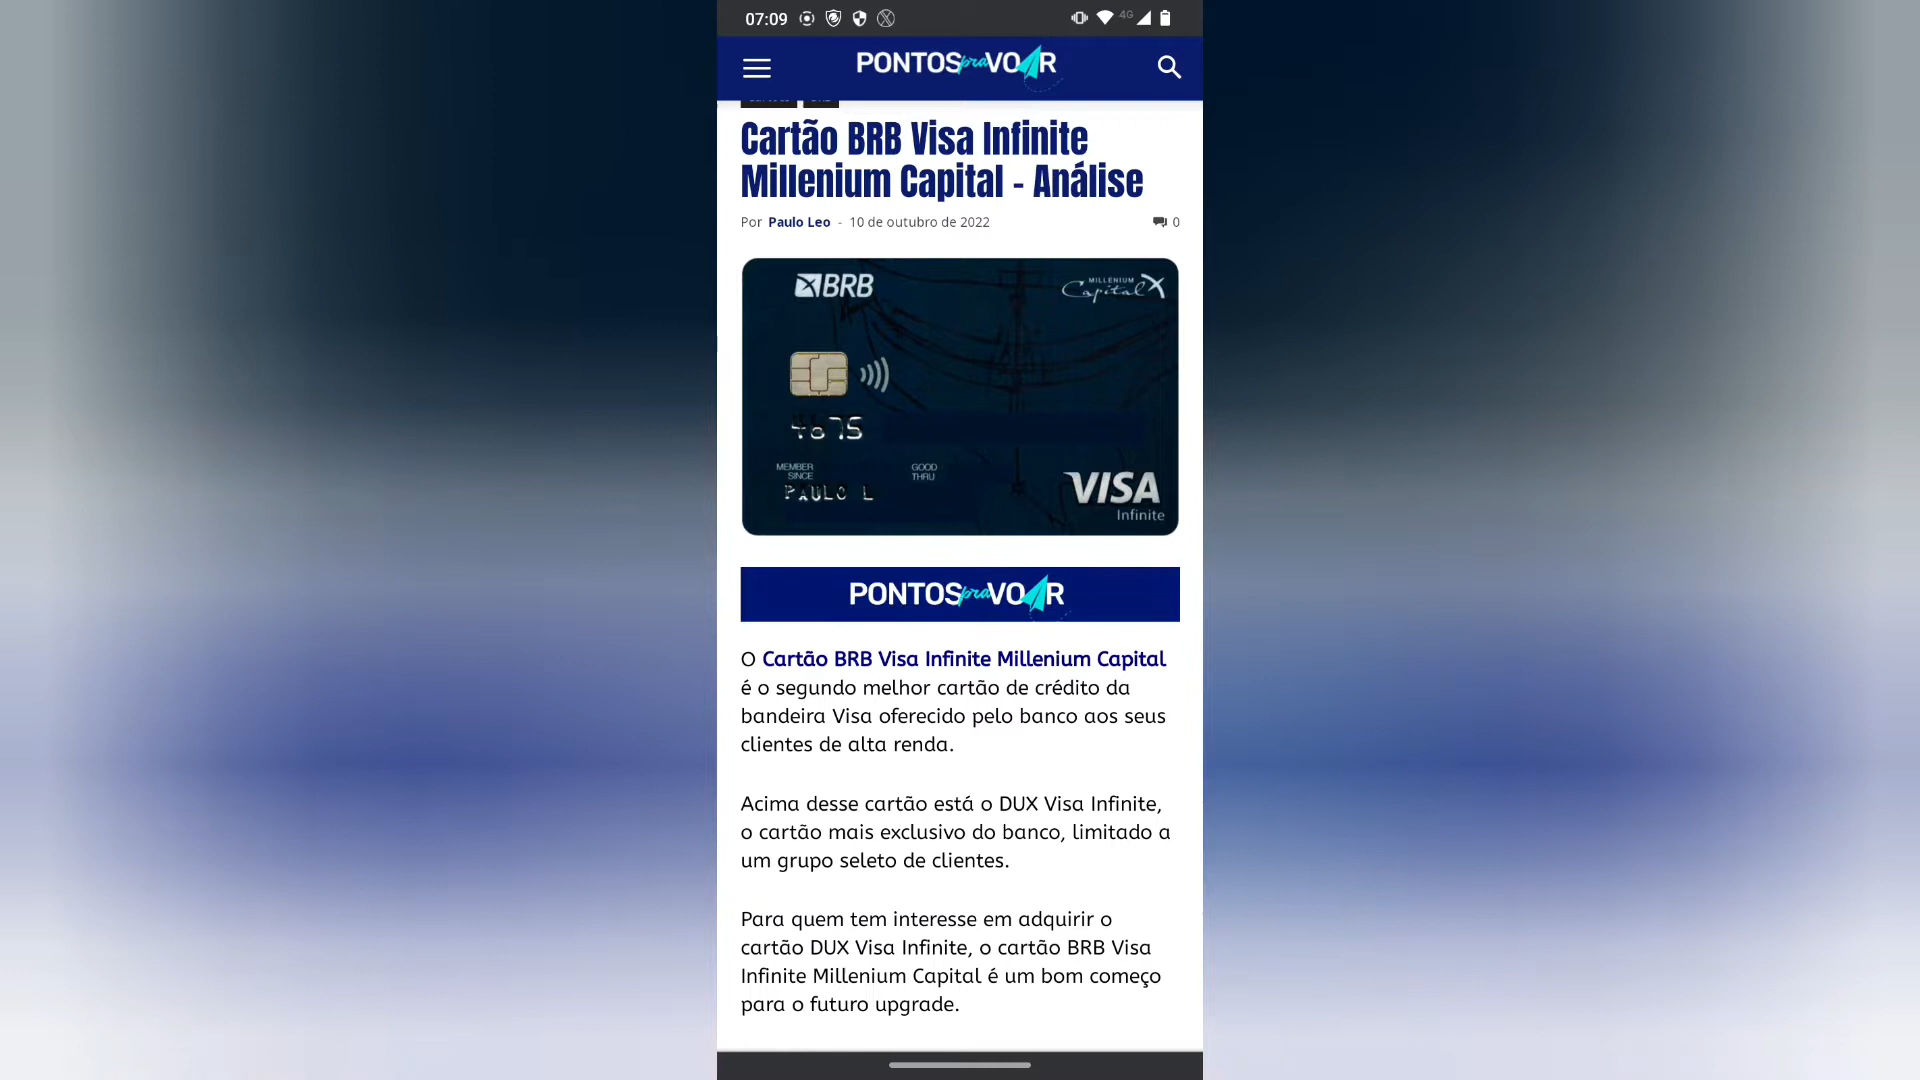 07:09
4G
PONTOS pra VOAR
Cartão BRB Visa Infinite
Millenium Capital - Análise
Por Paulo Leo - 10 de outubro de 2022
0
BRB
MILLENIUM
Capital
4675
MEMBER
SINCE
GOOD
THRU
PAULO L
VISA
Infinite
PONTOS pra VOAR
O Cartão BRB Visa Infinite Millenium Capital
é o segundo melhor cartão de crédito da
bandeira Visa oferecido pelo banco aos seus
clientes de alta renda.
Acima desse cartão está o DUX Visa Infinite,
o cartão mais exclusivo do banco, limitado a
um grupo seleto de clientes.
Para quem tem interesse em adquirir o
cartão DUX Visa Infinite, o cartão BRB Visa
Infinite Millenium Capital é um bom começo
para o futuro upgrade.